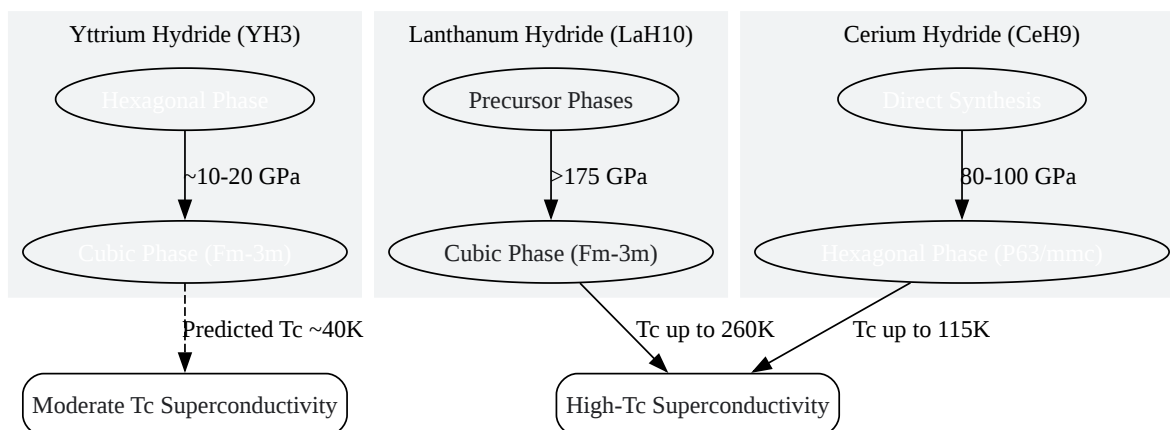 Yttrium Hydride (YH3)
Lanthanum Hydride (LaH10)
Cerium Hydride (CeH9)
Hexagonal Phase
Precursor Phases
Direct Synthesis
~10-20 GPa
>175 GPa
80-100 GPa
Cubic Phase (Fm-3m)
Cubic Phase (Fm-3m)
Hexagonal Phase (P63/mmc)
Predicted Tc ~40K
Tc up to 260K
Tc up to 115K
Moderate Tc Superconductivity
High-Tc Superconductivity